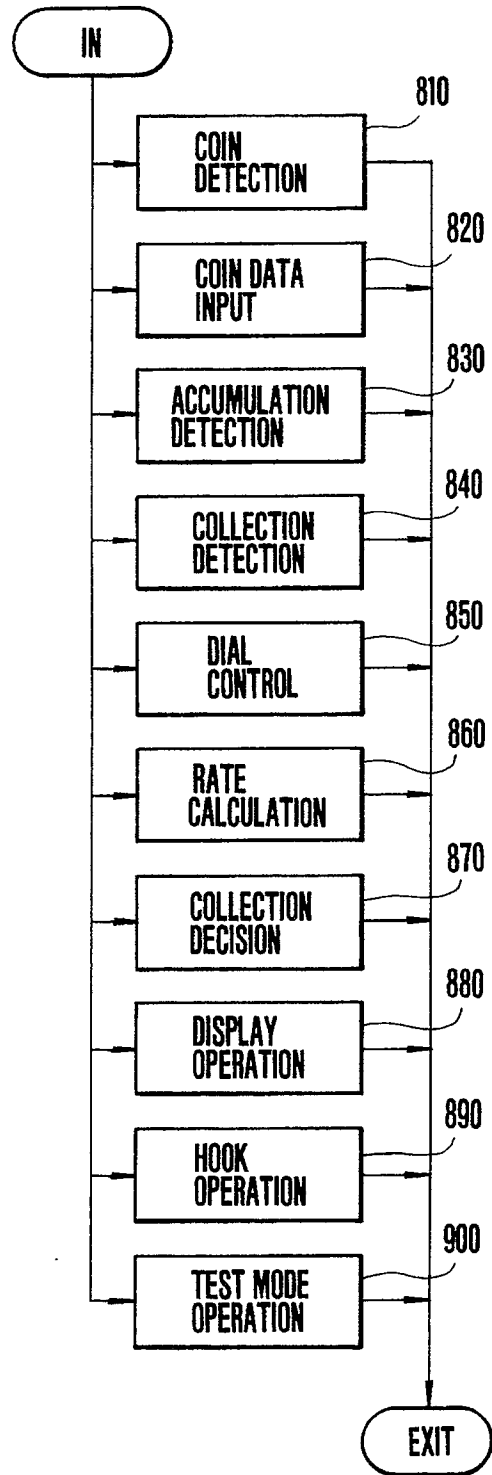 IN
810
COIN
DETECTION
820
COIN DATA
INPUT
830
ACCUMULATION
DETECTION
840
COLLECTION
DETECTION
850
DIAL
CONTROL
860
RATE
CALCULATION
870
COLLECTION
DECISION
880
DISPLAY
OPERATION
890
HOOK
OPERATION
900
TEST MODE
OPERATION
EXIT